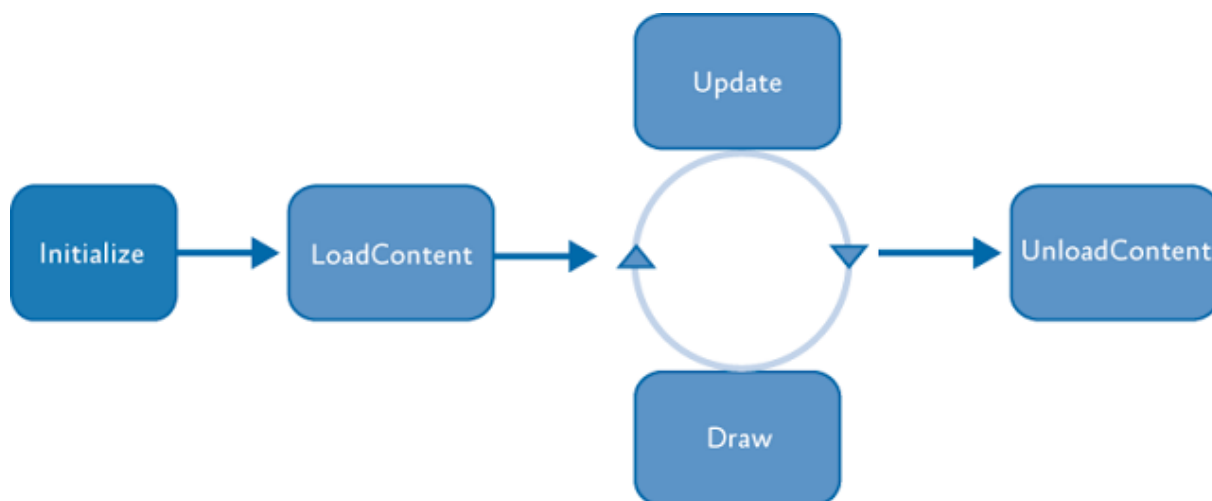 Update
Initialize
LoadContent
UnloadContent
Draw